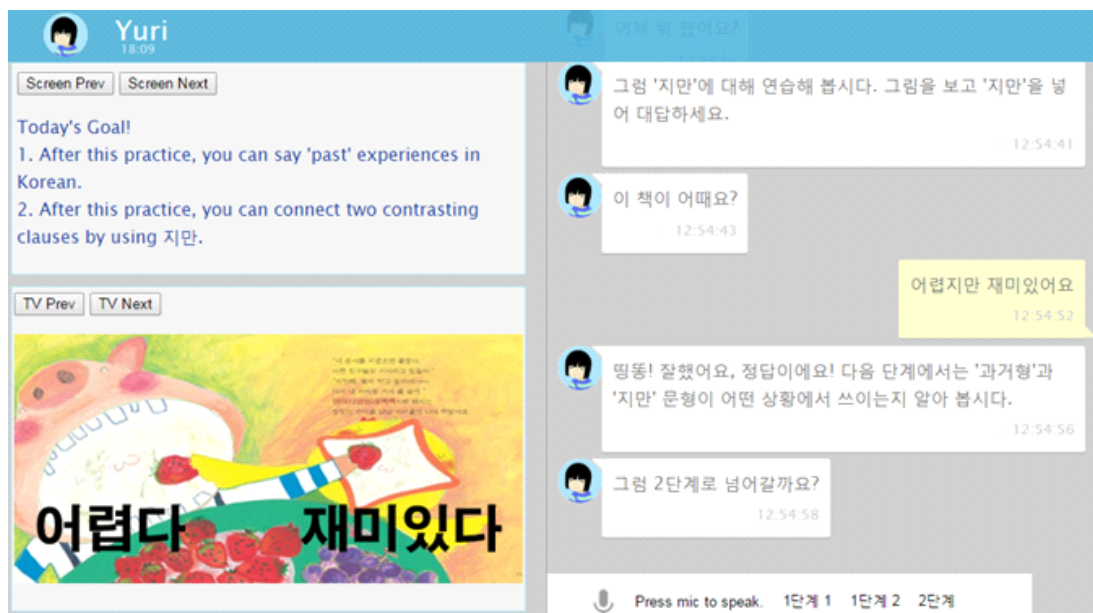 Yuri
18:09
Screen Prev
Screen Next
Today's Goal!
1. After this practice, you can say 'past' experiences in
Korean.
2. After this practice, you can connect two contrasting
clauses by using 지만.
TV Prev
TV Next
어렵다
재미있다
어제 뭐 했어요?
그럼 '지만'에 대해 연습해 봅시다. 그림을 보고 '지만'을 넣
어 대답하세요.
12:54:41
이 책이 어때요?
12:54:43
어렵지만 재미있어요
12:54:52
띵똥! 잘했어요, 정답이에요! 다음 단계에서는 '과거형'과
'지만' 문형이 어떤 상황에서 쓰이는지 알아 봅시다.
12:54:56
그럼 2단계로 넘어갈까요?
12:54:58
Press mic to speak.
1단계 1
1단계 2
2단계